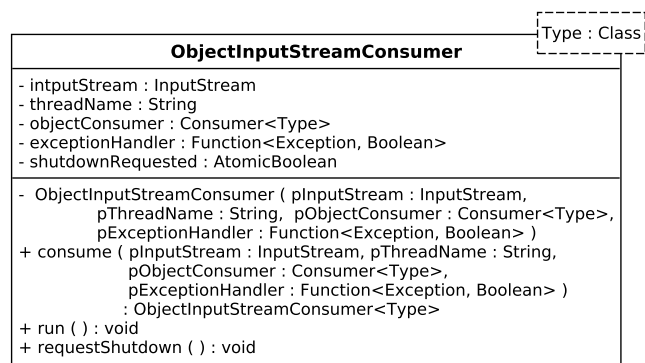 Type : Class
ObjectInputStreamConsumer
- intputStream : InputStream
- threadName : String
- objectConsumer : Consumer<Type>
- exceptionHandler : Function<Exception, Boolean>
- shutdownRequested : AtomicBoolean
- ObjectInputStreamConsumer ( pInputStream : InputStream,
pThreadName : String, pObjectConsumer : Consumer<Type>,
pExceptionHandler : Function<Exception, Boolean> )
+ consume ( pInputStream : InputStream, pThreadName : String,
pObjectConsumer : Consumer<Type>,
pExceptionHandler : Function<Exception, Boolean> )
: ObjectInputStreamConsumer<Type>
+ run ( ) : void
+ requestShutdown ( ) : void